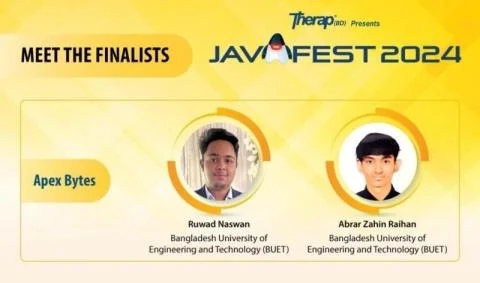 Therap (BD) Presents
MEET THE FINALISTS
JAVAFEST 2024
Apex Bytes
Ruwad Naswan
Bangladesh University of
Engineering and Technology (BUET)
Abrar Zahin Raihan
Bangladesh University of
Engineering and Technology (BUET)